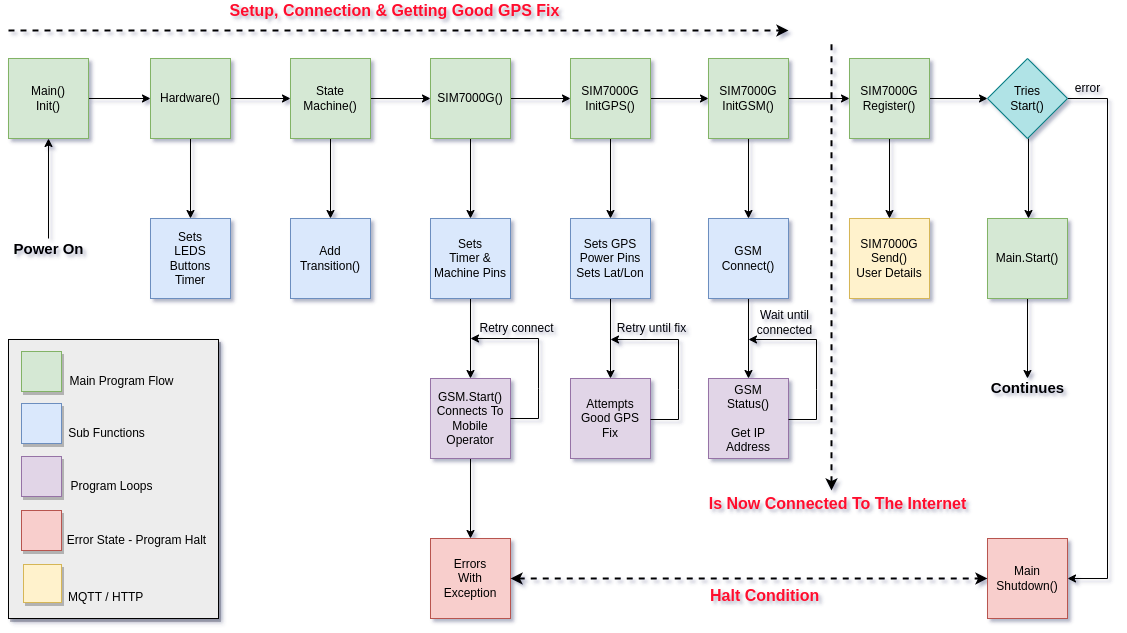 Setup, Connection & Getting Good GPS Fix
Main()
Init()
Hardware()
State
Machine()
SIM7000G()
SIM7000G
InitGPS()
SIM7000G
InitGSM()
SIM7000G
Register()
Tries
Start()
error
Power On
Sets
LEDS
Buttons
Timer
Add
Transition()
Sets
Timer &
Machine Pins
Sets GPS
Power Pins
Sets Lat/Lon
GSM
Connect()
SIM7000G
Send()
User Details
Main.Start()
Retry connect
Retry until fix
Wait until
connected
GSM.Start()
Connects To
Mobile
Operator
Attempts
Good GPS
Fix
GSM
Status()
Get IP
Address
Continues
Main Program Flow
Sub Functions
Program Loops
Error State - Program Halt
MQTT / HTTP
Is Now Connected To The Internet
Errors
With
Exception
Halt Condition
Main
Shutdown()